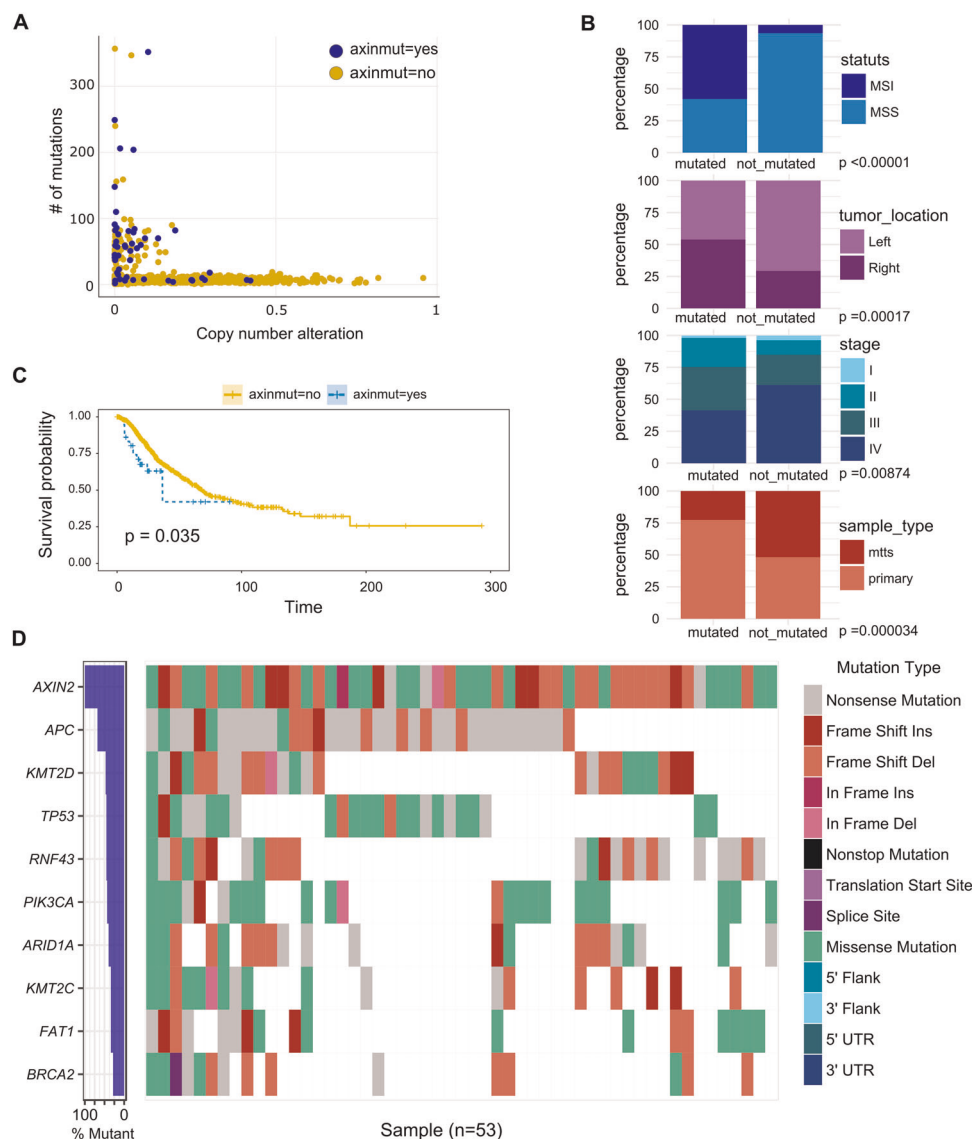 A
axinmut=yes
axinmut=no
# of mutations
300
200
100
0
0
0.5
1
Copy number alteration
B
percentage
100
75
50
25
0
mutated not_mutated
statuts
MSI
MSS
p <0.00001
percentage
100
75
50
25
0
mutated not_mutated
tumor_location
Left
Right
p =0.00017
percentage
100
75
50
25
0
mutated not_mutated
stage
I
II
III
IV
p =0.00874
percentage
100
75
50
25
0
mutated not_mutated
sample_type
mtts
primary
p =0.000034
C
axinmut=no axinmut=yes
Survival probability
1.00
0.75
0.50
0.25
0.00
p = 0.035
0 100 200 300
Time
D
AXIN2
APC
KMT2D
TP53
RNF43
PIK3CA
ARID1A
KMT2C
FAT1
BRCA2
100 0
% Mutant
Sample (n=53)
Mutation Type
Nonsense Mutation
Frame Shift Ins
Frame Shift Del
In Frame Ins
In Frame Del
Nonstop Mutation
Translation Start Site
Splice Site
Missense Mutation
5' Flank
3' Flank
5' UTR
3' UTR